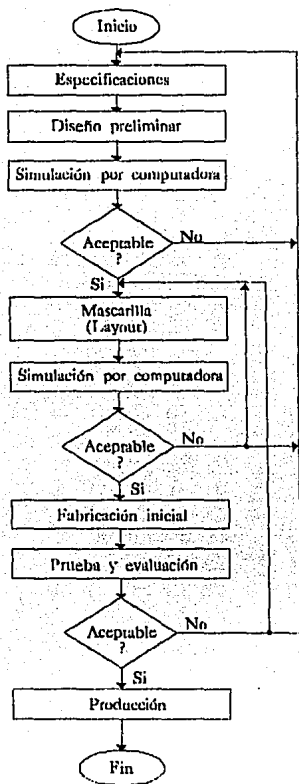 Inicio
Especificaciones
Diseño preliminar
Simulación por computadora
Aceptable
?
No
Si
Mascarilla
(Layout)
Simulación por computadora
Aceptable
?
No
Si
Fabricación inicial
Prueba y evaluación
Aceptable
?
No
Si
Producción
Fin